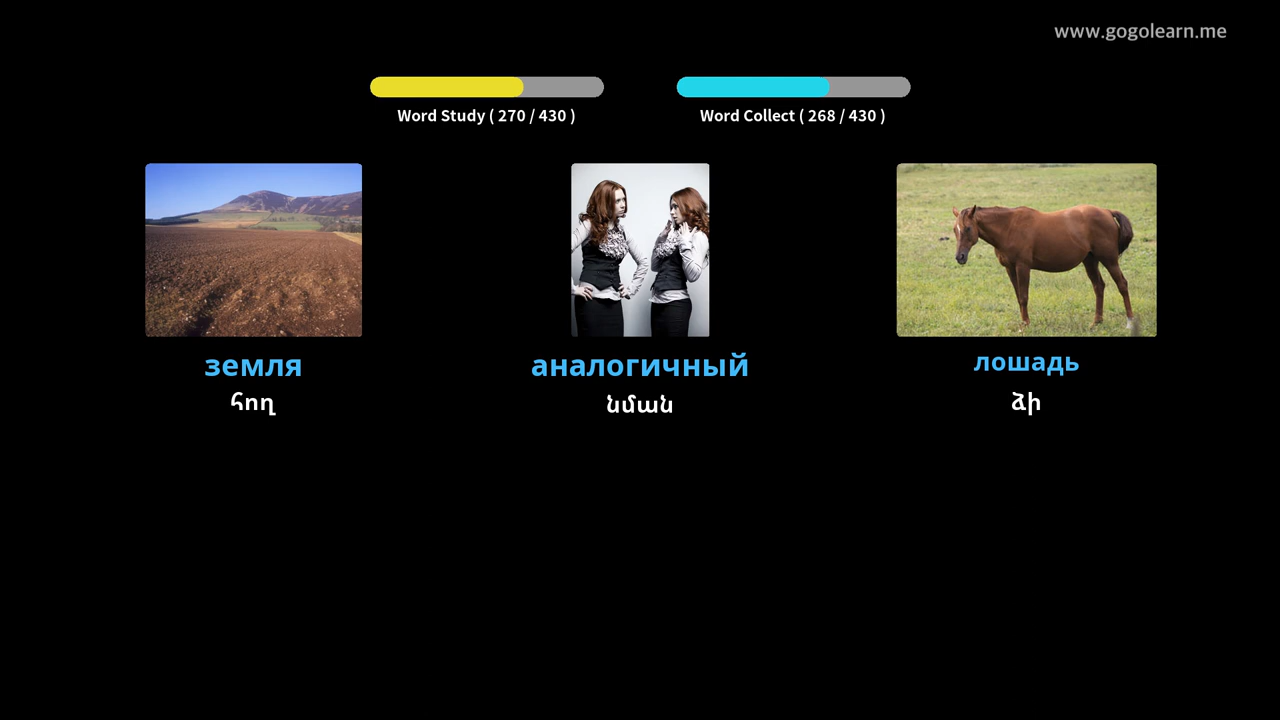 www.gogolearn.me
Word Study ( 270 / 430 )
Word Collect ( 268 / 430 )
земля
аналогичный
лошадь
հող
նման
ձի